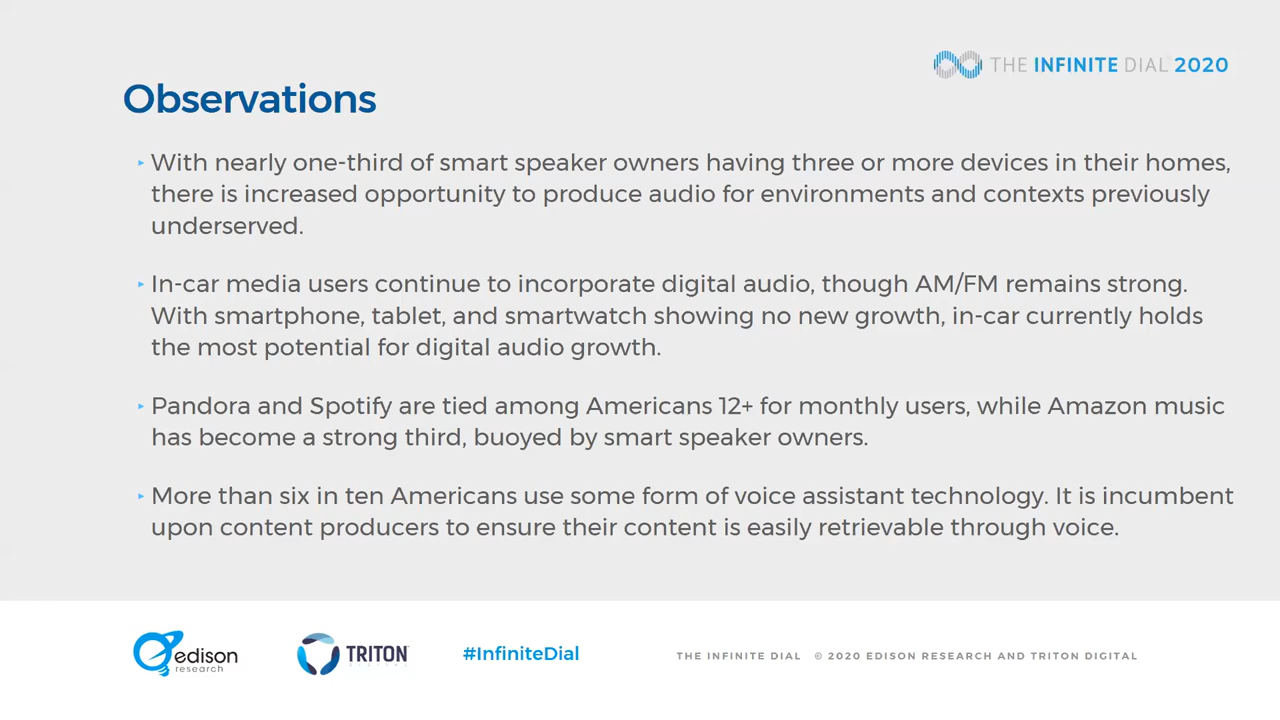 THE INFINITE DIAL 2020
Observations
‣ With nearly one-third of smart speaker owners having three or more devices in their homes,
there is increased opportunity to produce audio for environments and contexts previously
underserved.
‣ In-car media users continue to incorporate digital audio, though AM/FM remains strong.
With smartphone, tablet, and smartwatch showing no new growth, in-car currently holds
the most potential for digital audio growth.
‣ Pandora and Spotify are tied among Americans 12+ for monthly users, while Amazon music
has become a strong third, buoyed by smart speaker owners.
‣ More than six in ten Americans use some form of voice assistant technology. It is incumbent
upon content producers to ensure their content is easily retrievable through voice.
edison
research
TRITON
#InfiniteDial
THE INFINITE DIAL © 2020 EDISON RESEARCH AND TRITON DIGITAL